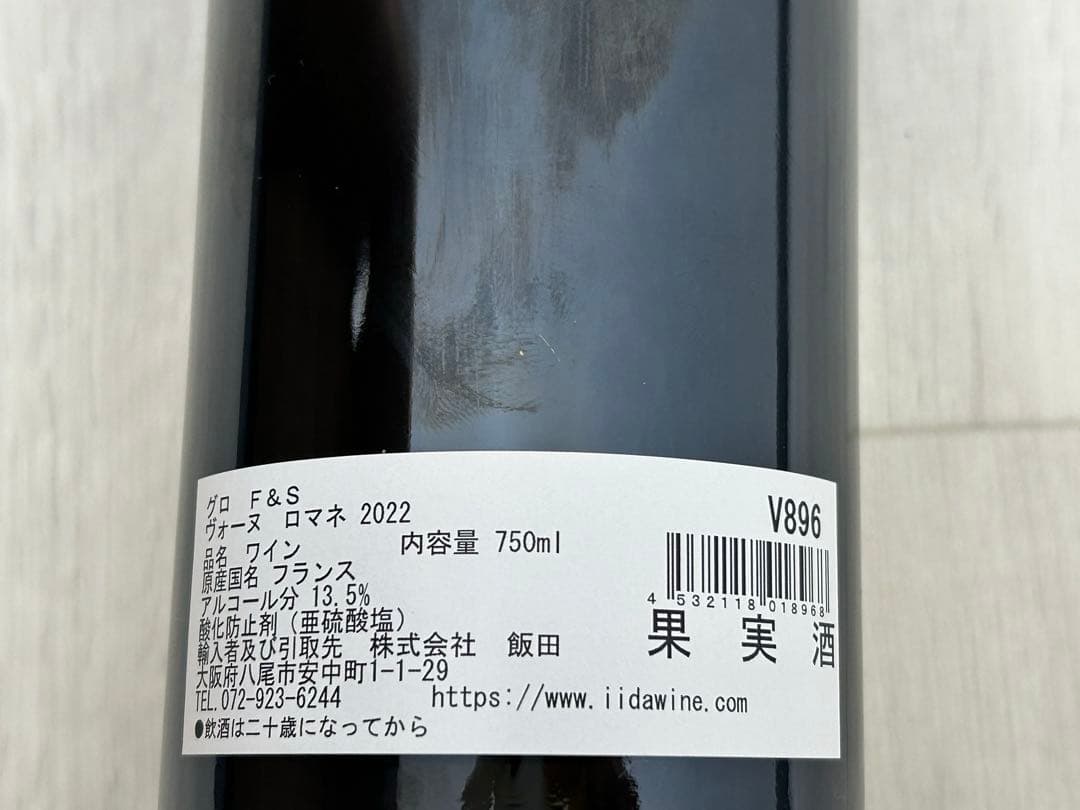 グロ F&S
ヴォーヌ ロマネ 2022
V896
品名 ワイン 内容量 750ml
原産国名 フランス
アルコール分 13.5%
酸化防止剤(亜硫酸塩)
4 532118 018968
果実酒
輸入者及び引取先 株式会社 飯田
大阪府八尾市安中町1-1-29
TEL.072-923-6244 https://www.iidawine.com
●飲酒は二十歳になってから